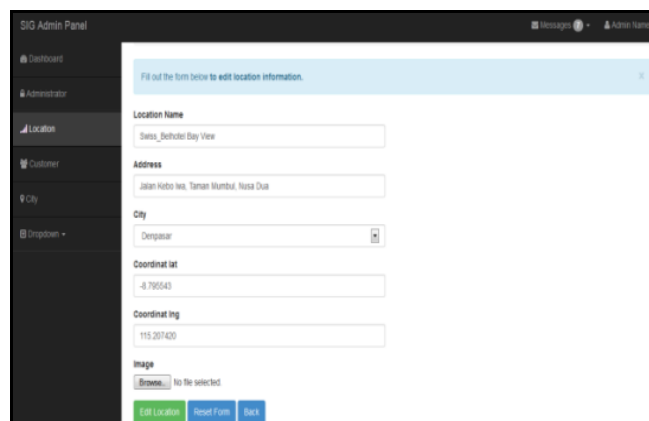 SIG Admin Panel
Messages
Admin Name
Dashboard
Administrator
Location
Customer
City
Dropdown
Fill out the form below to edit location information.
×
Location Name
Swiss_Belhotel Bay View
Address
Jalan Kebo Iwa, Taman Mumbul, Nusa Dua
City
Denpasar
Coordinat lat
-8.795543
Coordinat lng
115.207420
Image
Browse.. No file selected.
Edit Location Reset Form Back